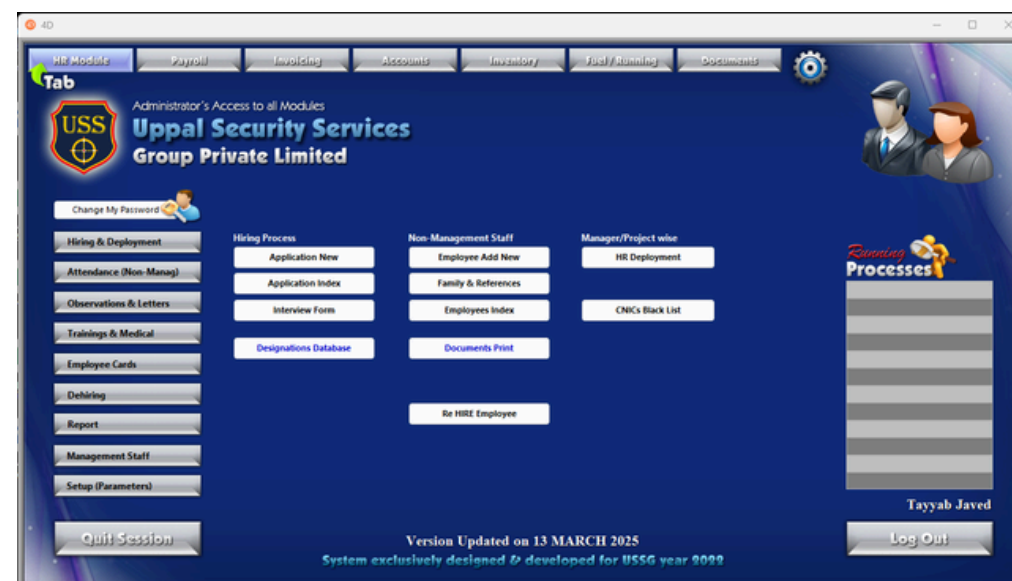 4D
HR Module Payroll Invoicing Accounts Inventory Fuel / Running Documents
Tab
Administrator's Access to all Modules
USS
Uppal Security Services
Group Private Limited
Change My Password
Hiring & Deployment
Attendance (Non-Manag)
Observations & Letters
Trainings & Medical
Employee Cards
Dehiring
Report
Management Staff
Setup (Parameters)
Quit Session
Hiring Process
Application New
Application Index
Interview Form
Designations Database
Non-Management Staff
Employee Add New
Family & References
Employees Index
Documents Print
Re HIRE Employee
Manager/Project wise
HR Deployment
CNICs Black List
Running
Processes
Tayyab Javed
Log Out
Version Updated on 13 MARCH 2025
System exclusively designed & developed for USSG year 2022